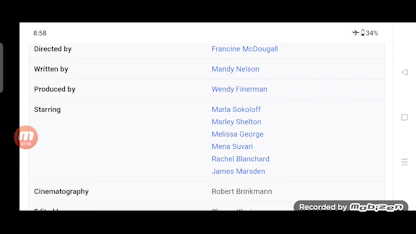 8:58 34%
Directed by Francine McDougall
Written by Mandy Nelson
Produced by Wendy Finerman
Starring Marla Sokoloff
Marley Shelton
Melissa George
Mena Suvari
Rachel Blanchard
James Marsden
Cinematography Robert Brinkmann
Recorded by Mobizen